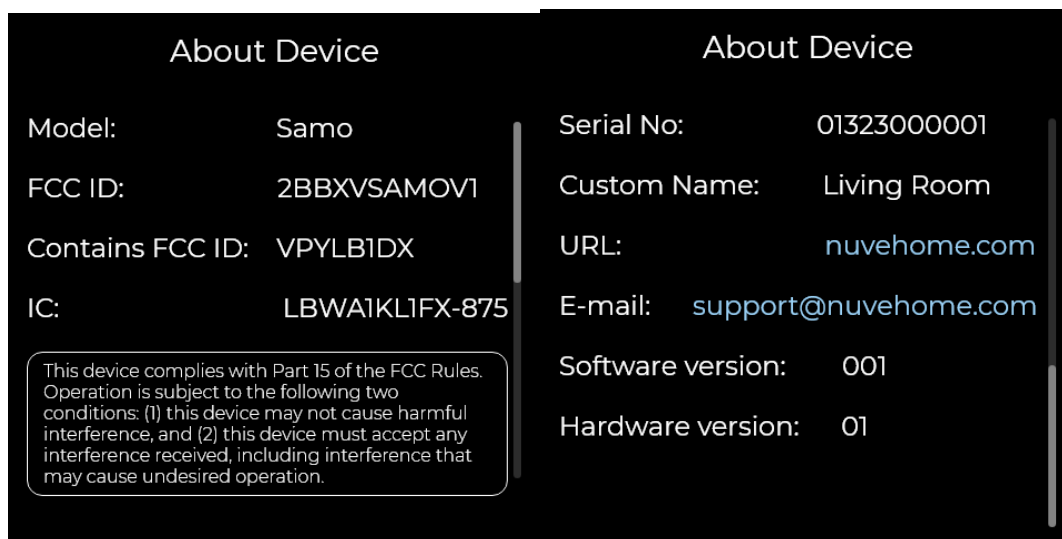 About Device
Model: Samo
FCC ID: 2BBXVSAMOV1
Contains FCC ID: VPYLB1DX
IC: LBWA1KL1FX-875
This device complies with Part 15 of the FCC Rules.
Operation is subject to the following two
conditions: (1) this device may not cause harmful
interference, and (2) this device must accept any
interference received, including interference that
may cause undesired operation.
About Device
Serial No: 01323000001
Custom Name: Living Room
URL: nuvehome.com
E-mail: support@nuvehome.com
Software version: 001
Hardware version: 01